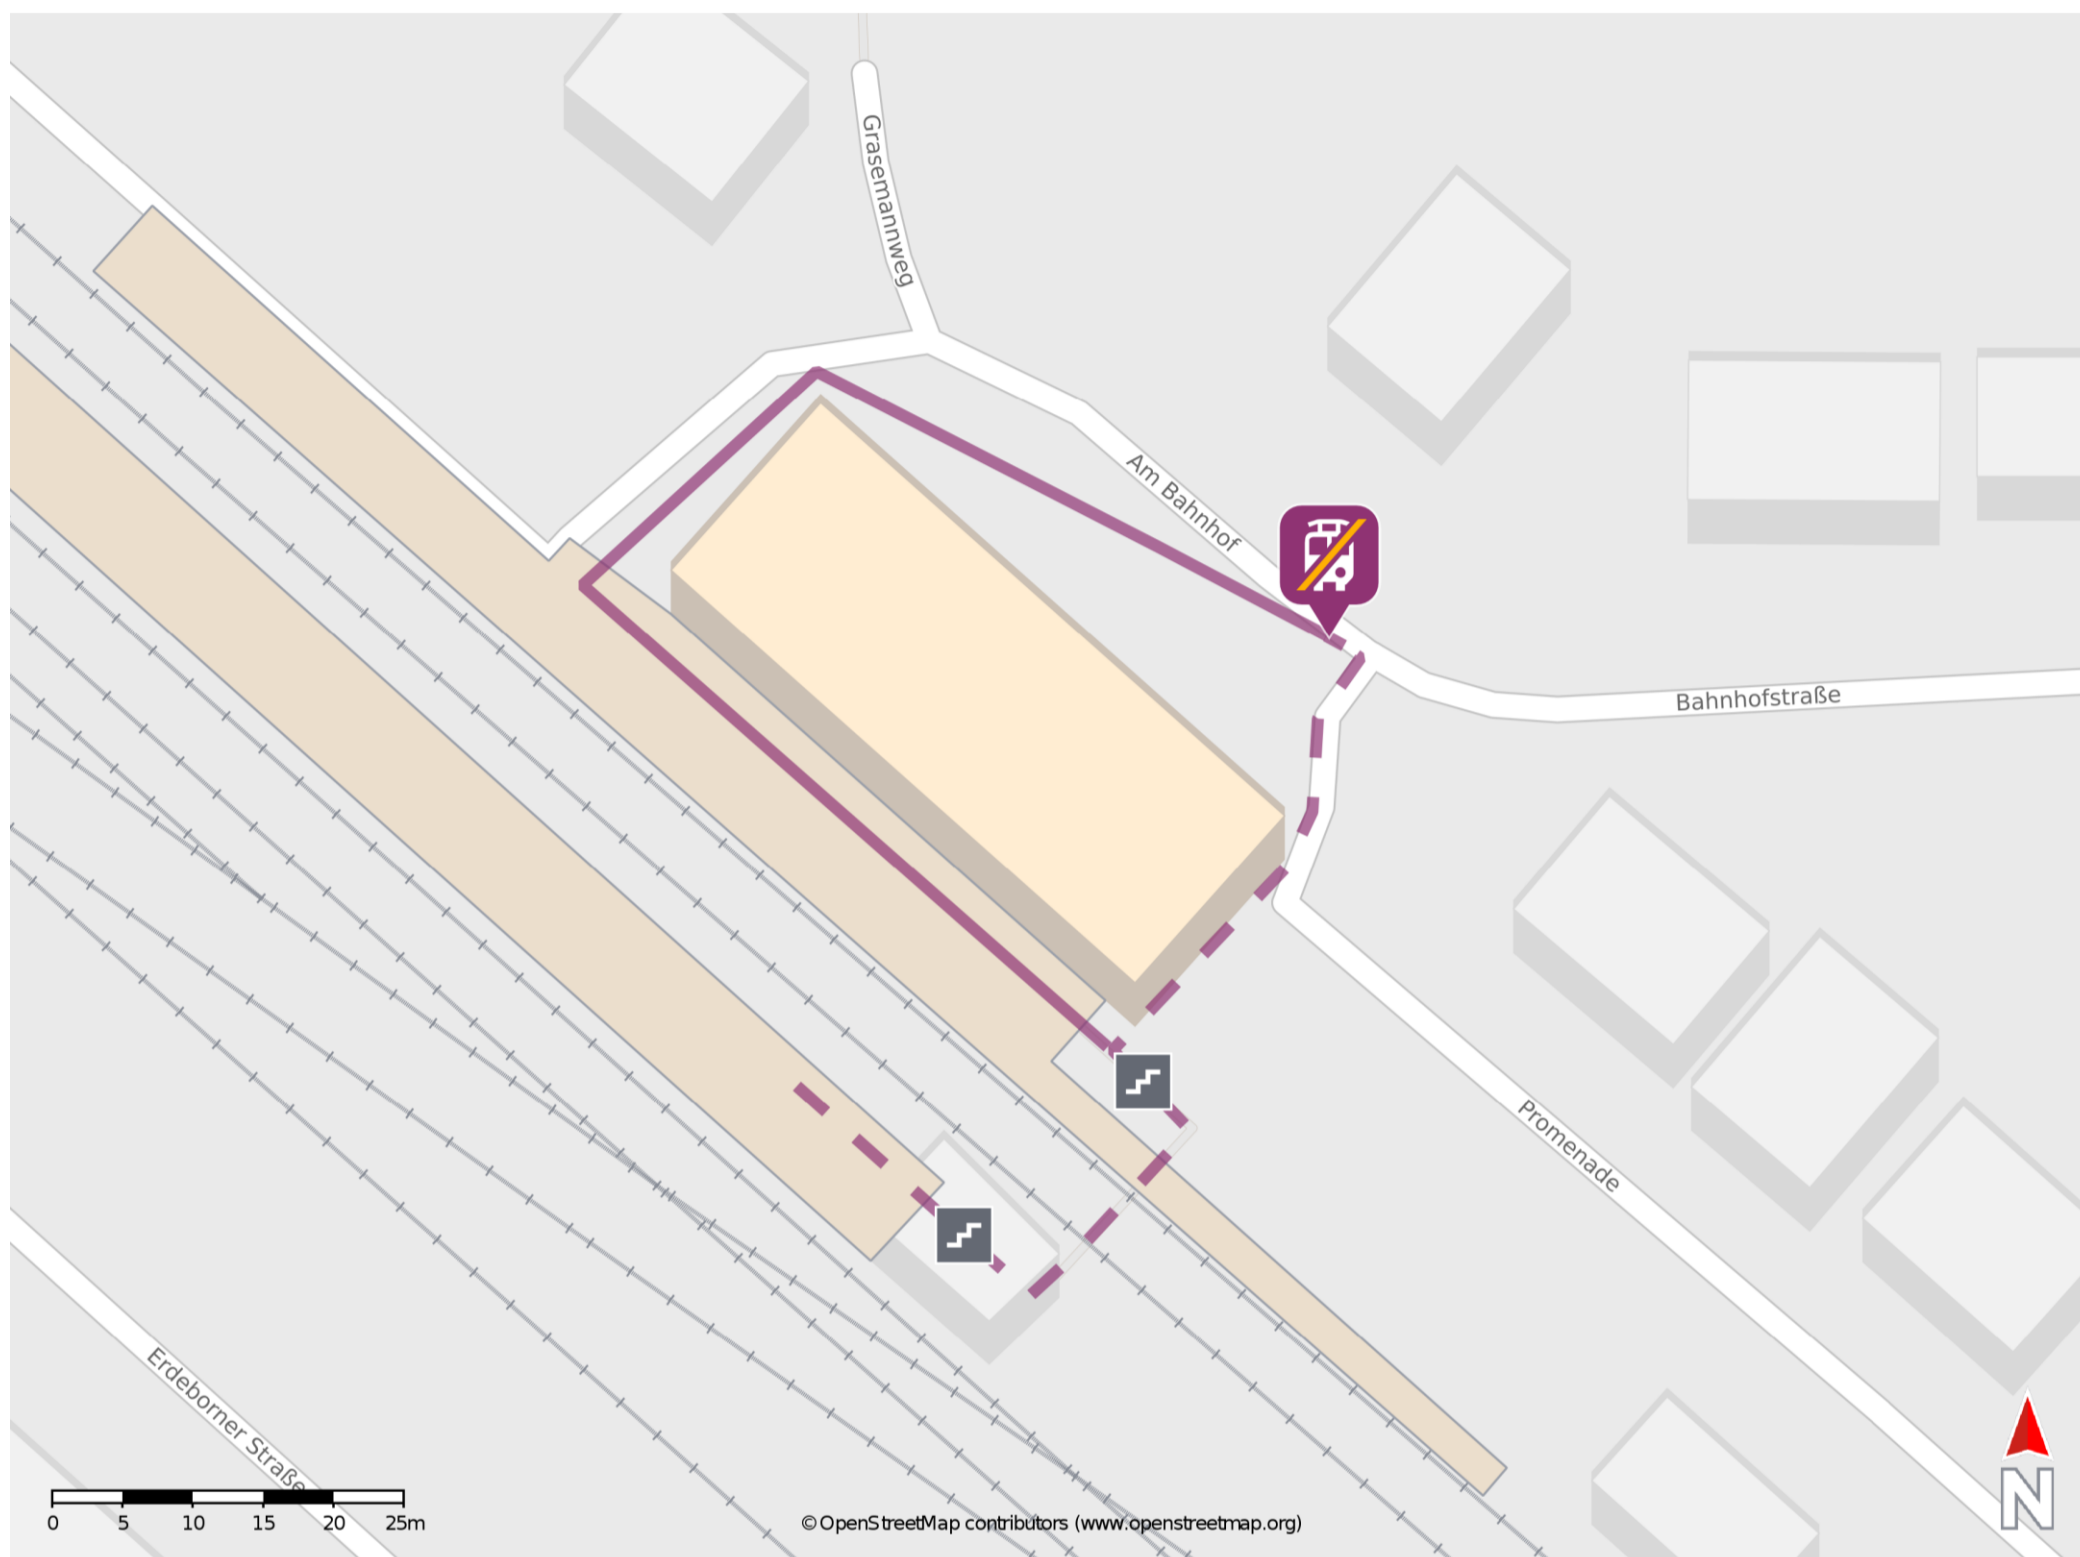 Grasemannweg
Am Bahnhof
Bahnhofstraße
Promenade
Erdeborner Straße
0 5 10 15 20 25m
© OpenStreetMap contributors (www.openstreetmap.org)
N